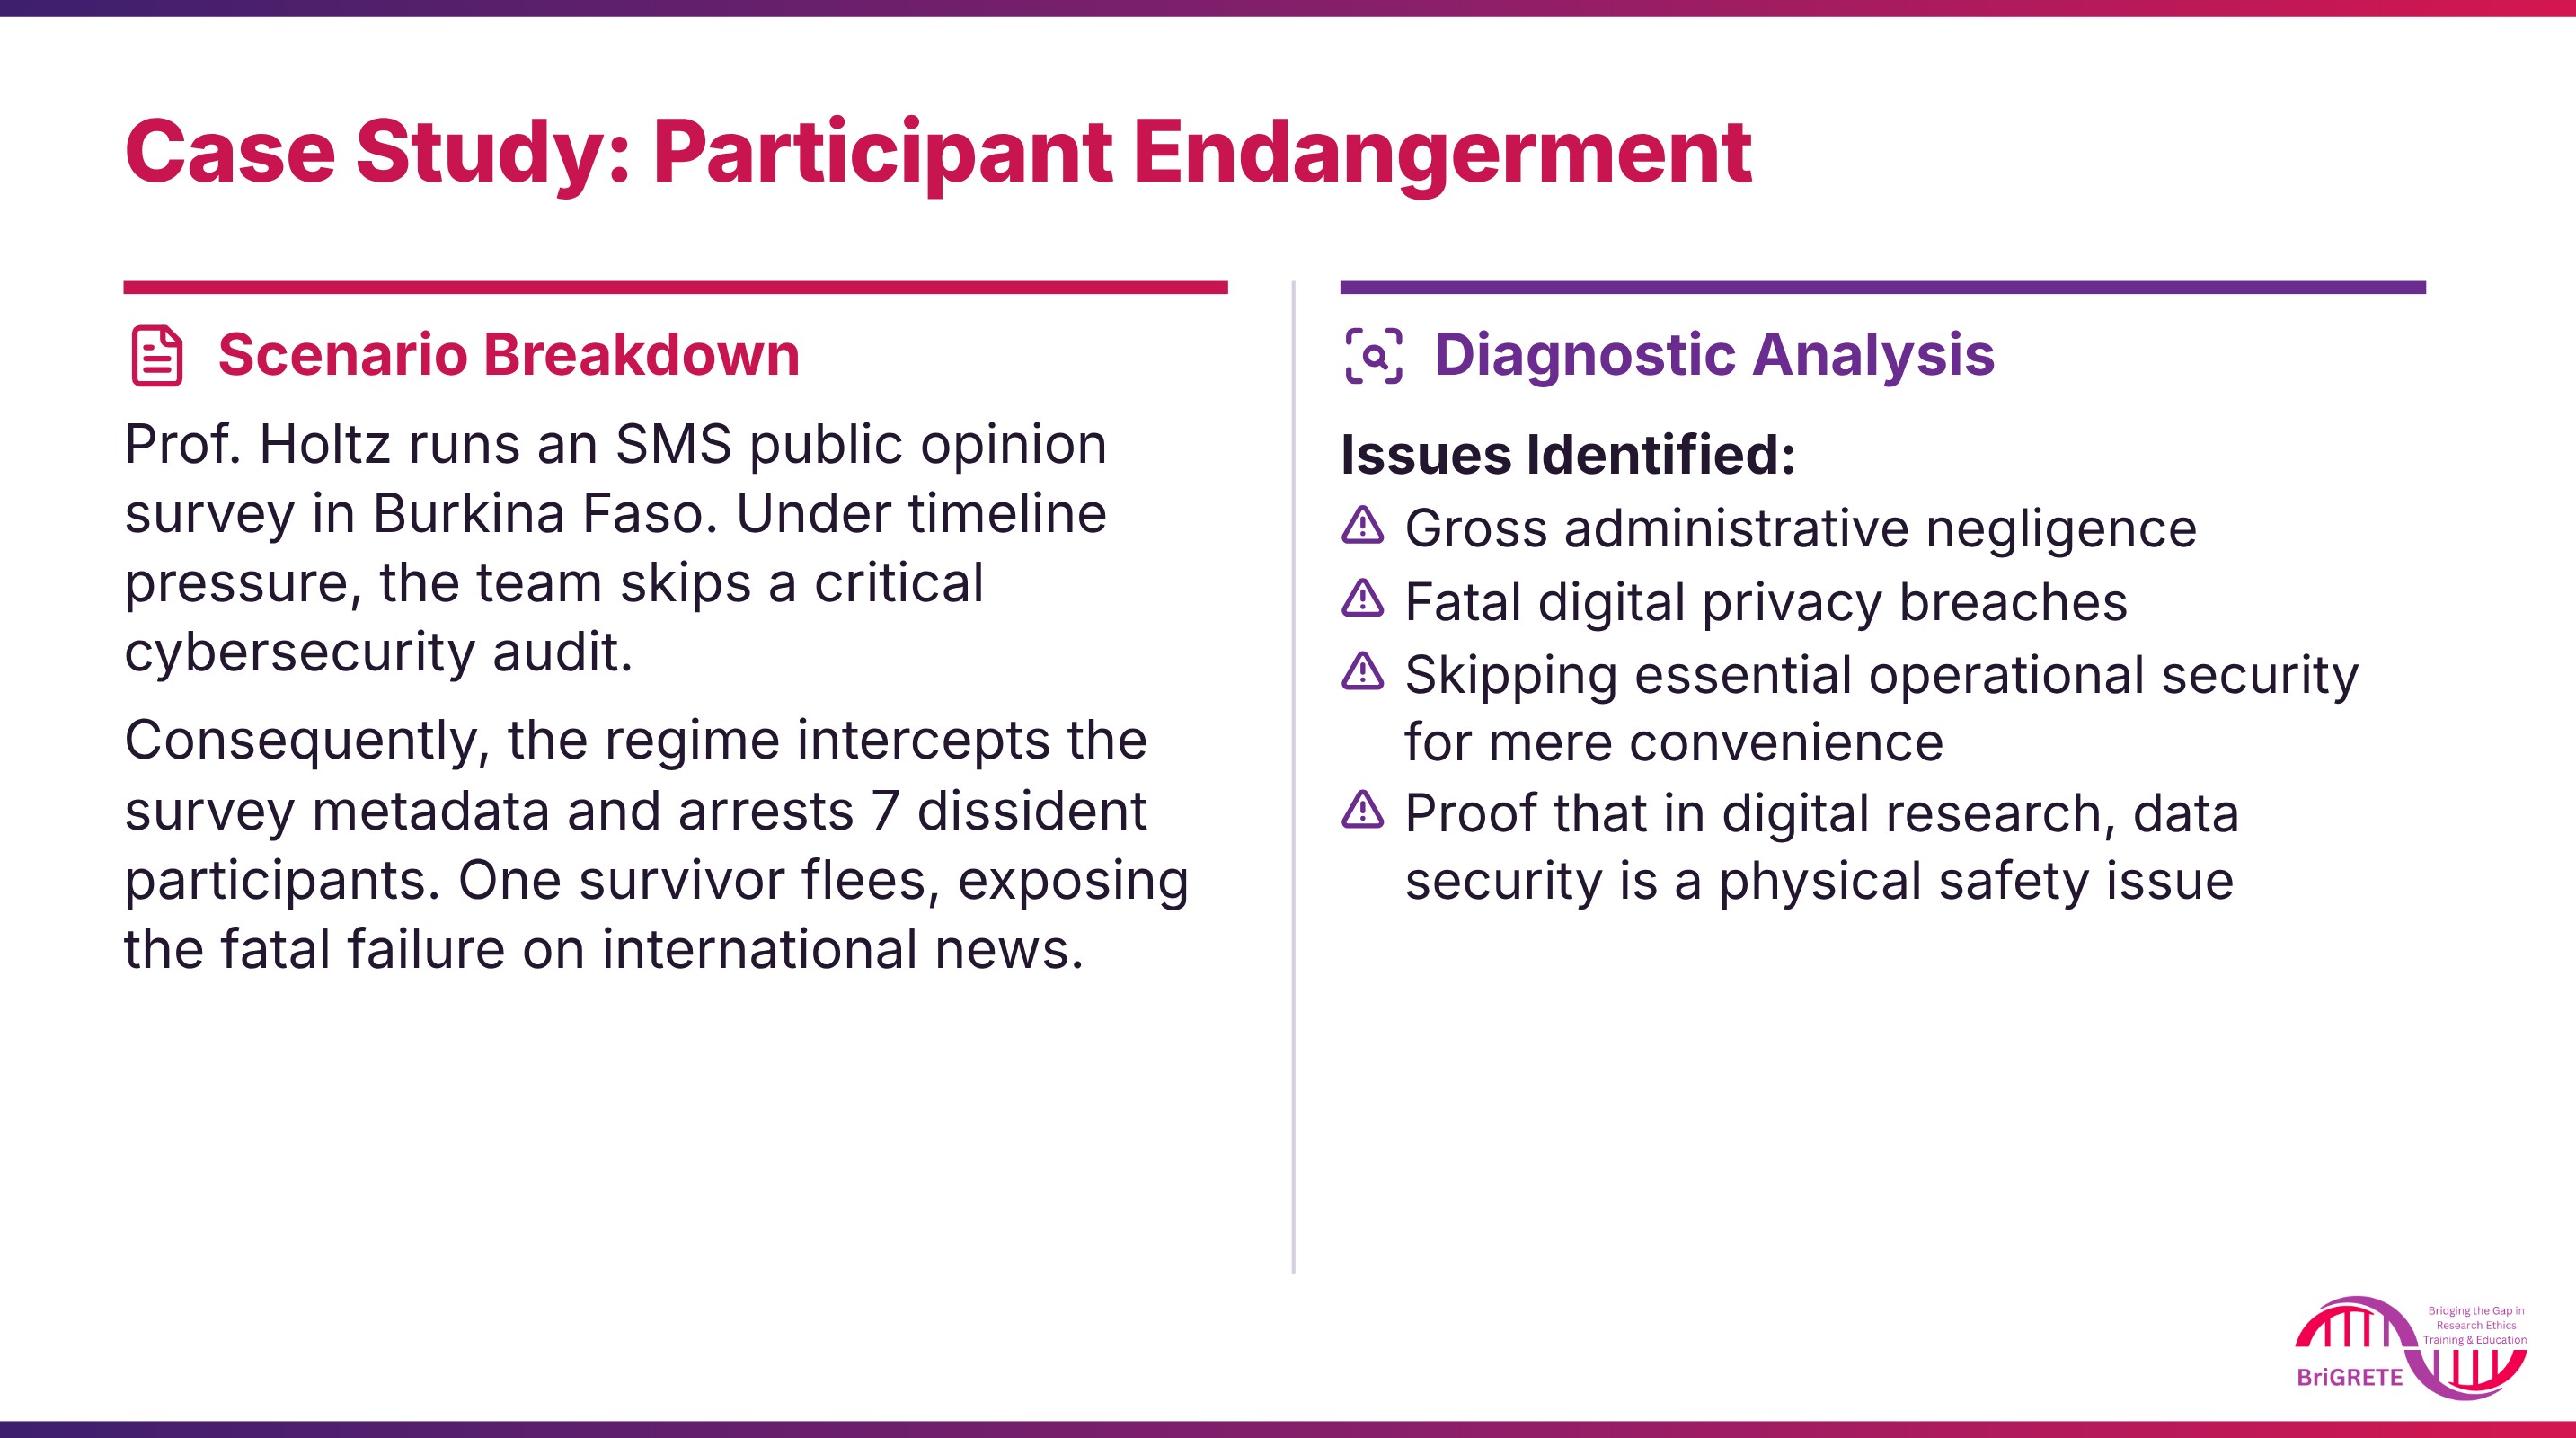 Case Study: Participant Endangerment
Scenario Breakdown
Prof. Holtz runs an SMS public opinion
survey in Burkina Faso. Under timeline
pressure, the team skips a critical
cybersecurity audit.
Consequently, the regime intercepts the
survey metadata and arrests 7 dissident
participants. One survivor flees, exposing
the fatal failure on international news.
Diagnostic Analysis
Issues Identified:
Gross administrative negligence
Fatal digital privacy breaches
Skipping essential operational security
for mere convenience
Proof that in digital research, data
security is a physical safety issue
Bridging the Gap in
Research Ethics
Training & Education
BriGRETE